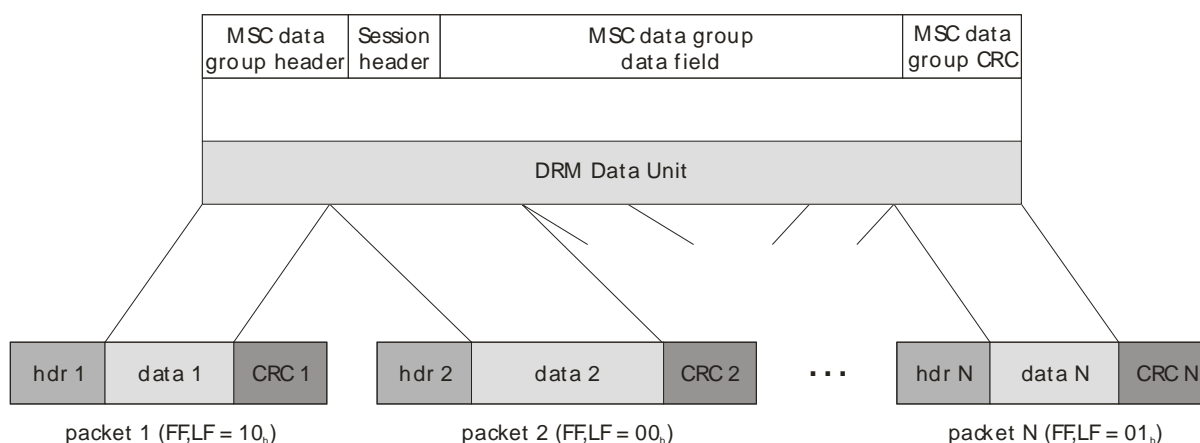 MSC data group header
Session header
MSC data group data field
MSC data group CRC
DRM Data Unit
hdr 1 data 1 CRC 1 hdr 2 data 2 CRC 2 ... hdr N data N CRC N
packet 1 (FF,LF = 10b) packet 2 (FF,LF = 00b) packet N (FF,LF = 01b)